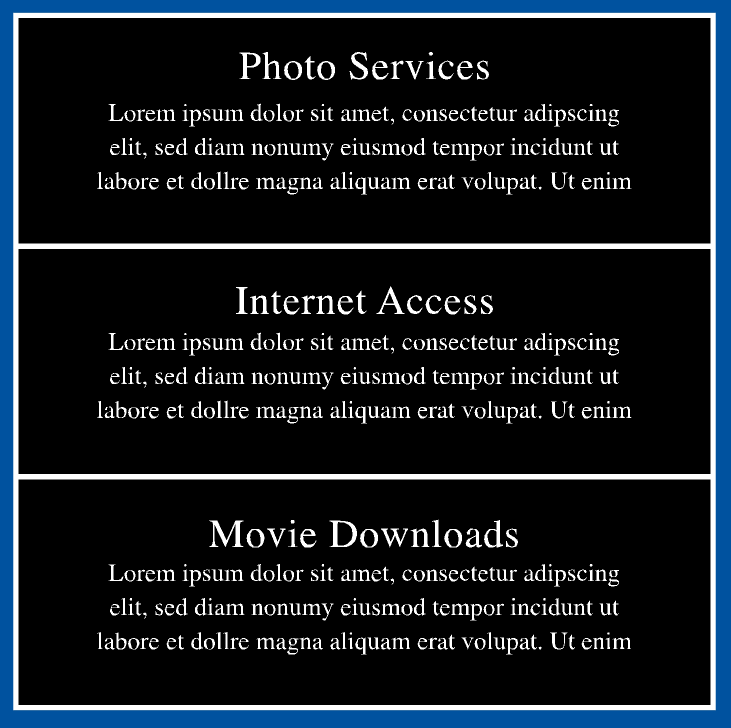 Photo Services
Lorem ipsum dolor sit amet, consectetur adipscing
elit, sed diam nonumy eiusmod tempor incidunt ut
labore et dollre magna aliquam erat volupat. Ut enim
Internet Access
Lorem ipsum dolor sit amet, consectetur adipscing
elit, sed diam nonumy eiusmod tempor incidunt ut
labore et dollre magna aliquam erat volupat. Ut enim
Movie Downloads
Lorem ipsum dolor sit amet, consectetur adipscing
elit, sed diam nonumy eiusmod tempor incidunt ut
labore et dollre magna aliquam erat volupat. Ut enim